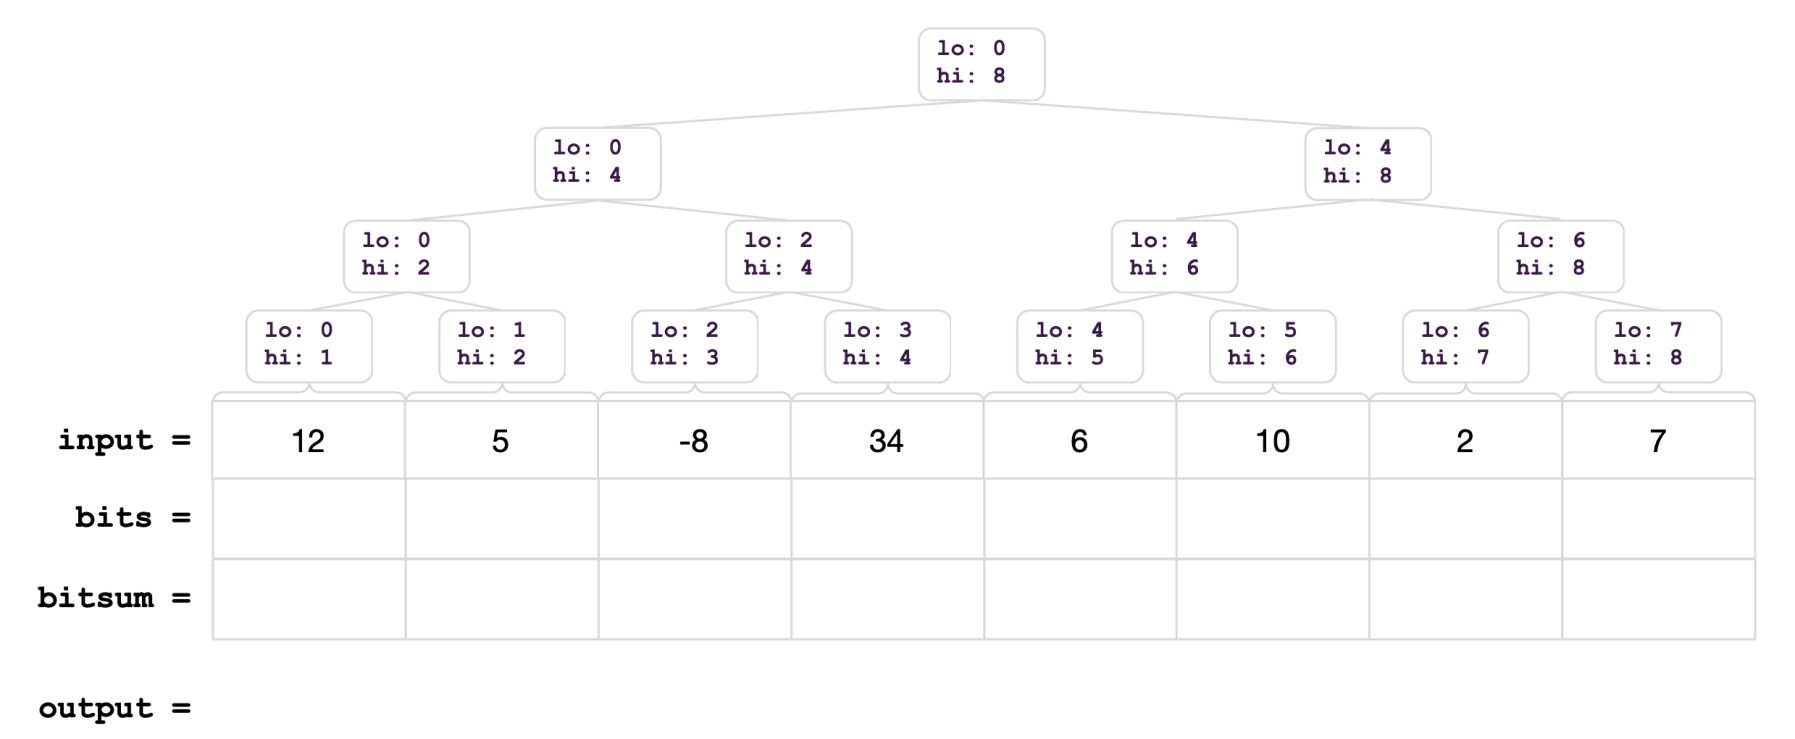 lo: 0
hi: 8
lo: 0
hi: 4
lo: 4
hi: 8
lo: 0
hi: 2
lo: 2
hi: 4
lo: 4
hi: 6
lo: 6
hi: 8
lo: 0
hi: 1
lo: 1
hi: 2
lo: 2
hi: 3
lo: 3
hi: 4
lo: 4
hi: 5
lo: 5
hi: 6
lo: 6
hi: 7
lo: 7
hi: 8
input = 12 5 -8 34 6 10 2 7
bits =
bitsum =
output =